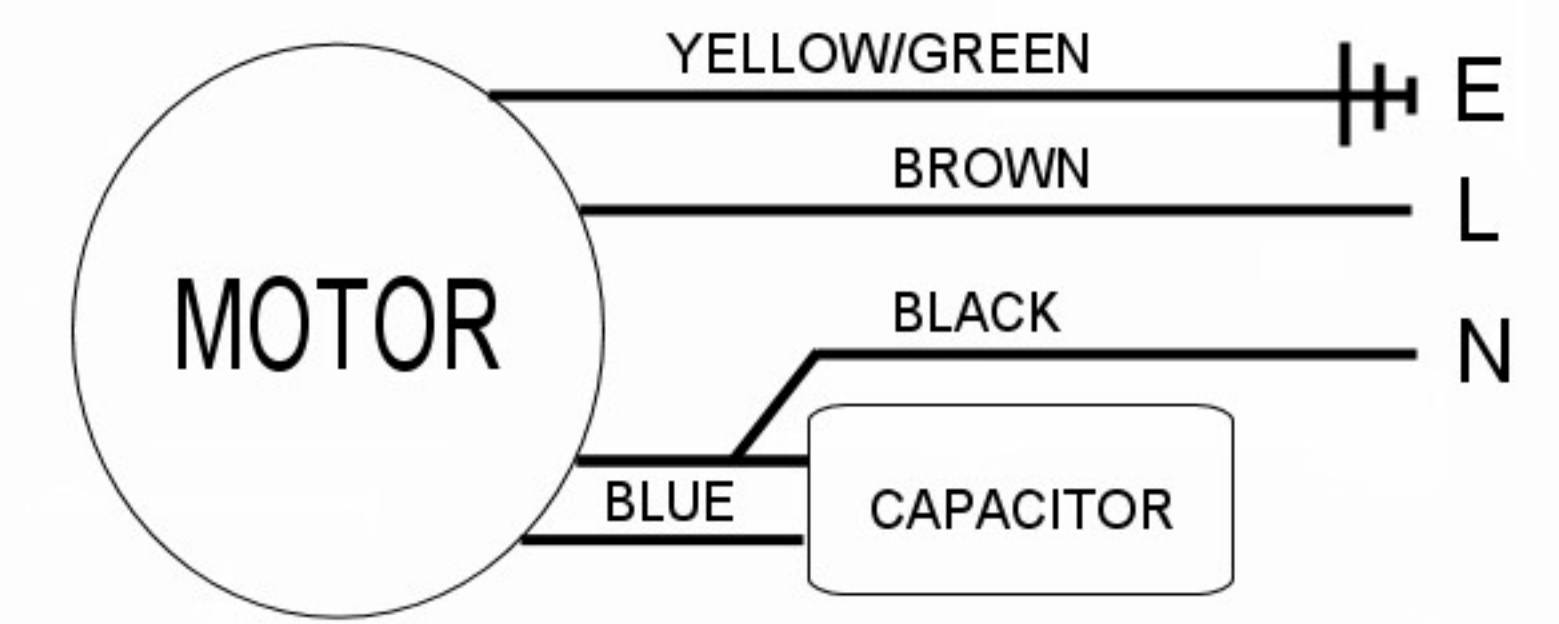 YELLOW/GREEN E
BROWN L
MOTOR
BLACK N
BLUE
CAPACITOR